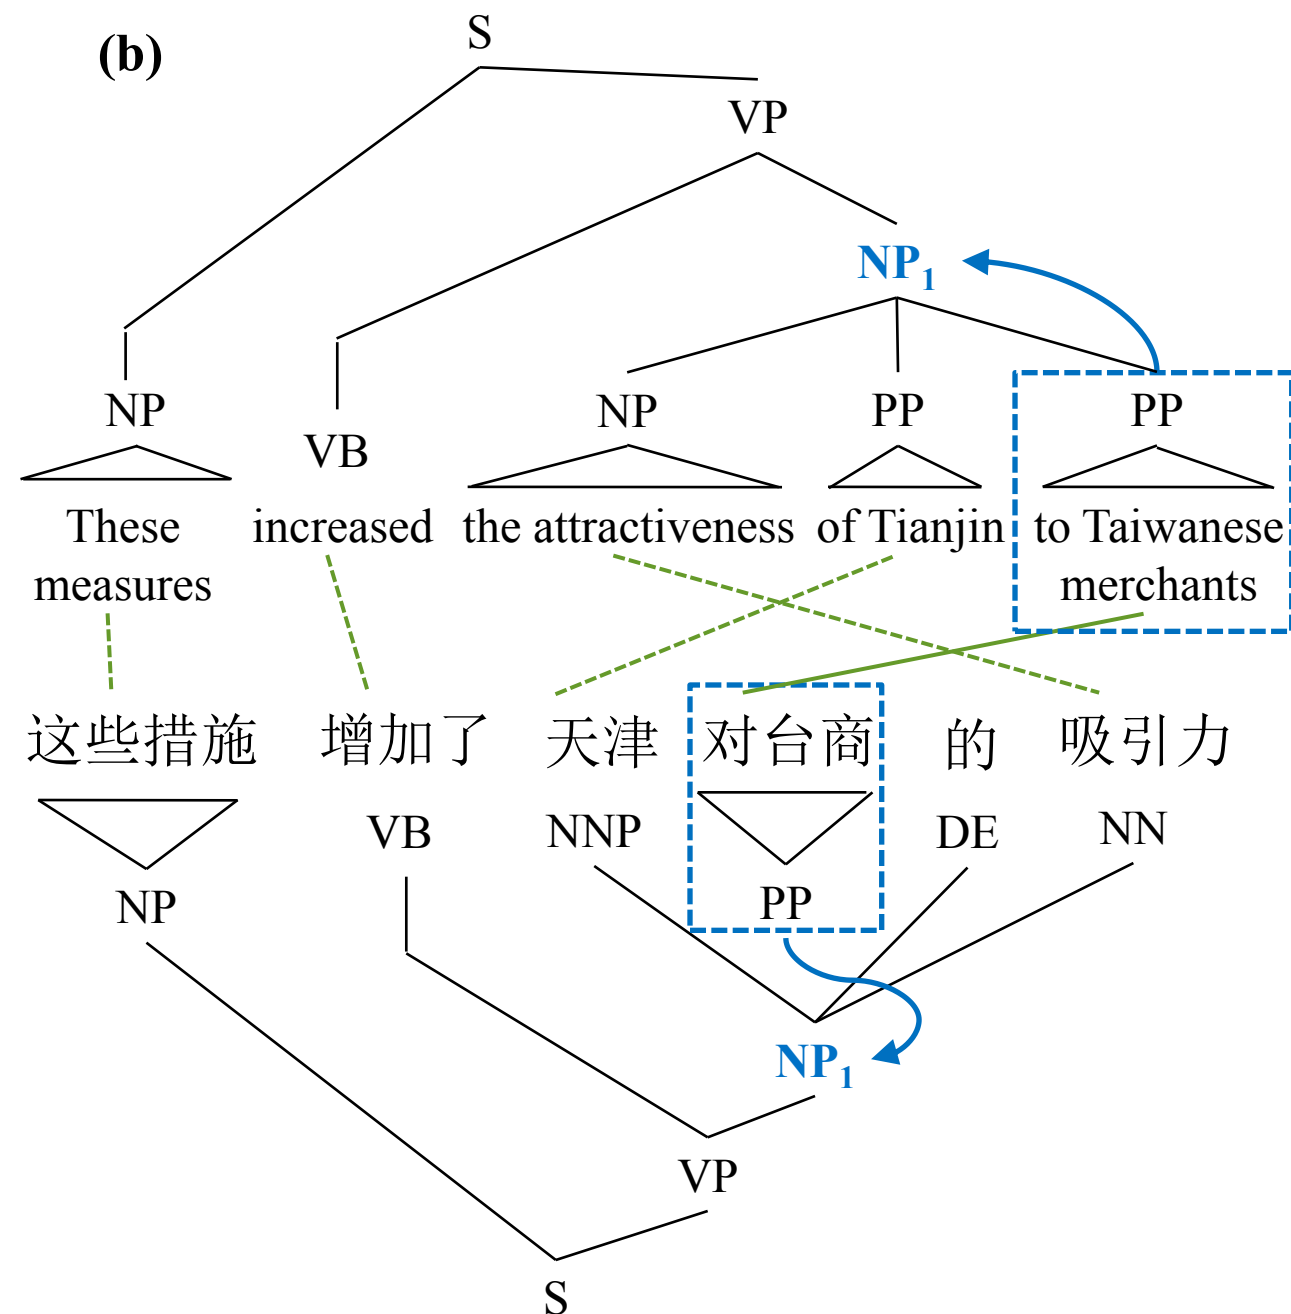 (b)
S
VP
NP₁
NP
VB
NP
PP
PP
These measures
increased
the attractiveness
of Tianjin
to Taiwanese merchants
这些措施
增加了
天津
对台商
的
吸引力
VB
NNP
DE
NN
NP
PP
NP₁
VP
S